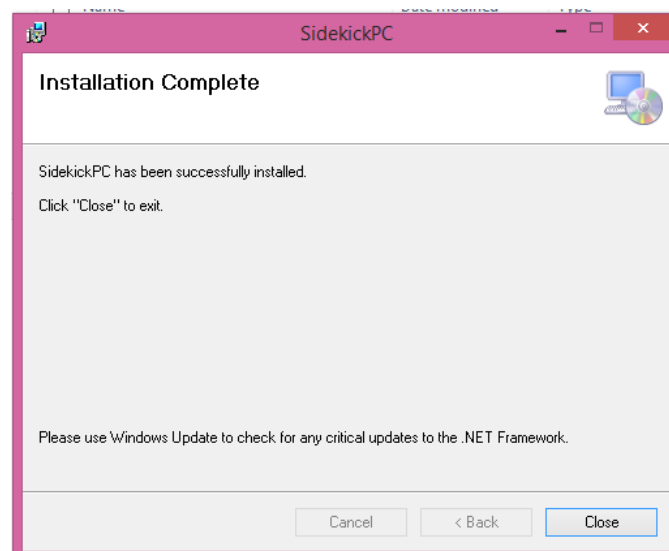 SidekickPC
Installation Complete
SidekickPC has been successfully installed.
Click "Close" to exit.
Please use Windows Update to check for any critical updates to the .NET Framework.
Cancel
< Back
Close